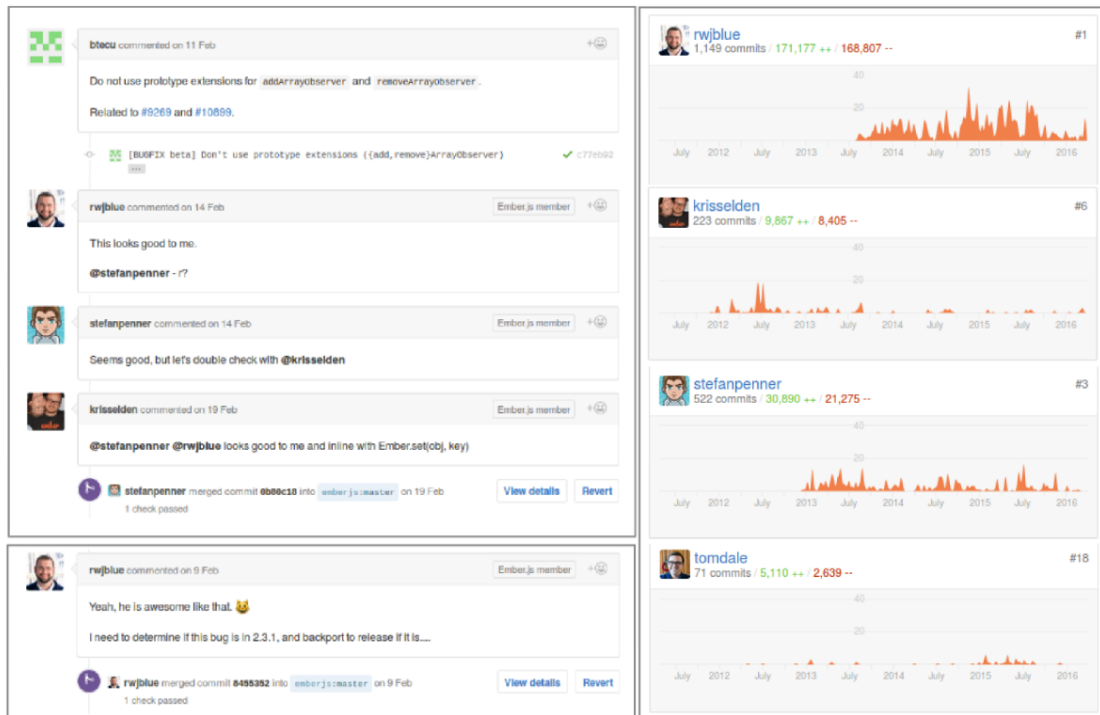 btecu commented on 11 Feb
Do not use prototype extensions for addArrayObserver and removeArrayObserver.
Related to #9269 and #10899.
[BUGFIX beta] Don't use prototype extensions ({add,remove}ArrayObserver) c77eb92
...
rwjblue commented on 14 Feb Ember.js member
This looks good to me.
@stefanpenner - r?
stefanpenner commented on 14 Feb Ember.js member
Seems good, but let's double check with @krisselden
krisselden commented on 19 Feb Ember.js member
@stefanpenner @rwjblue looks good to me and inline with Ember.set(obj, key)
stefanpenner merged commit 0b80c18 into emberjs:master on 19 Feb View details Revert
1 check passed
rwjblue commented on 9 Feb Ember.js member
Yeah, he is awesome like that.
I need to determine if this bug is in 2.3.1, and backport to release if it is....
rwjblue merged commit 8455352 into emberjs:master on 9 Feb View details Revert
1 check passed
rwjblue #1
1,149 commits / 171,177 ++ / 168,807 --
40
20
July 2012 July 2013 July 2014 July 2015 July 2016
krisselden #6
223 commits / 9,867 ++ / 8,405 --
40
20
July 2012 July 2013 July 2014 July 2015 July 2016
stefanpenner #3
522 commits / 30,890 ++ / 21,275 --
40
20
July 2012 July 2013 July 2014 July 2015 July 2016
tomdale #18
71 commits / 5,110 ++ / 2,639 --
40
20
July 2012 July 2013 July 2014 July 2015 July 2016